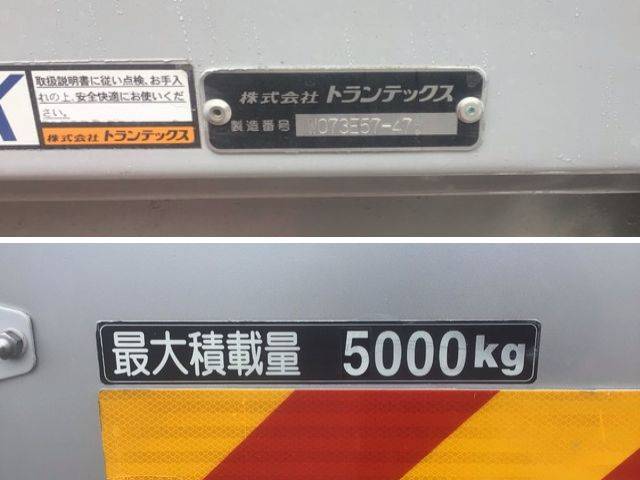 取扱説明書に従い点検、お手入
れの上、安全快適にお使いくだ
さい。
株式会社 トランテックス
株式会社 トランテックス
製造番号 W073E57-47
最大積載量 5000kg